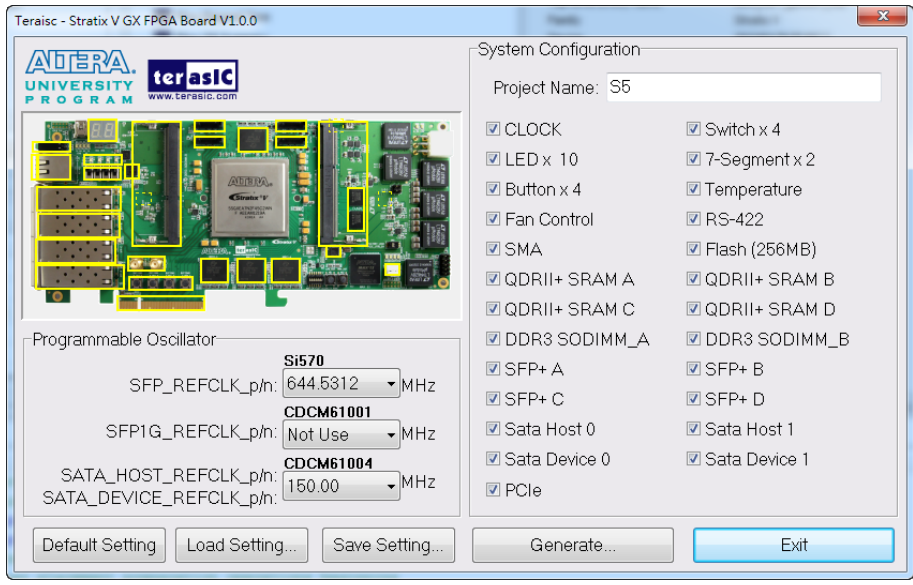 Teraisc - Stratix V GX FPGA Board V1.0.0
ALTERA.
UNIVERSITY
PROGRAM
terasIC
www.terasic.com
ALTERA
Stratix V
System Configuration
Project Name: S5
CLOCK
Switch x 4
LED x 10
7-Segment x 2
Button x 4
Temperature
Fan Control
RS-422
SMA
Flash (256MB)
QDRII+ SRAM A
QDRII+ SRAM B
QDRII+ SRAM C
QDRII+ SRAM D
DDR3 SODIMM_A
DDR3 SODIMM_B
SFP+ A
SFP+ B
SFP+ C
SFP+ D
Sata Host 0
Sata Host 1
Sata Device 0
Sata Device 1
PCIe
Programmable Oscillator
Si570
SFP_REFCLK_p/n: 644.5312 MHz
CDCM61001
SFP1G_REFCLK_p/n: Not Use MHz
CDCM61004
SATA_HOST_REFCLK_p/n: 150.00 MHz
SATA_DEVICE_REFCLK_p/n:
Default Setting
Load Setting...
Save Setting...
Generate...
Exit